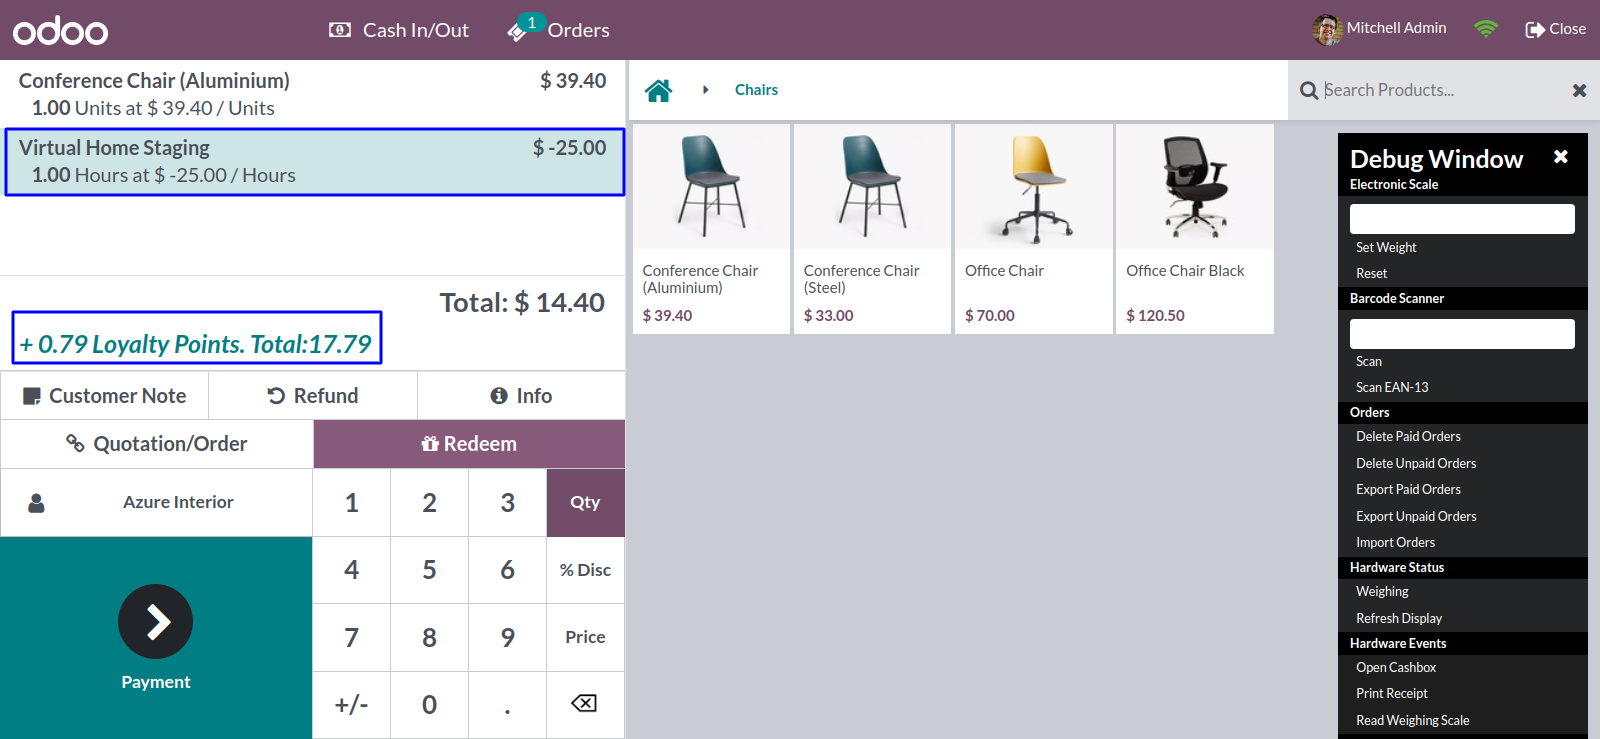 odoo
Cash In/Out
1
Orders
Mitchell Admin
Close
Conference Chair (Aluminium)
$ 39.40
1.00 Units at $ 39.40 / Units
Virtual Home Staging
$ -25.00
1.00 Hours at $ -25.00 / Hours
Total: $ 14.40
+ 0.79 Loyalty Points. Total:17.79
Customer Note
Refund
Info
Quotation/Order
Redeem
Azure Interior
1
2
3
Qty
4
5
6
% Disc
7
8
9
Price
+/-
0
.
Payment
Chairs
Search Products...
Conference Chair
(Aluminium)
$ 39.40
Conference Chair
(Steel)
$ 33.00
Office Chair
$ 70.00
Office Chair Black
$ 120.50
Debug Window
Electronic Scale
Set Weight
Reset
Barcode Scanner
Scan
Scan EAN-13
Orders
Delete Paid Orders
Delete Unpaid Orders
Export Paid Orders
Export Unpaid Orders
Import Orders
Hardware Status
Weighing
Refresh Display
Hardware Events
Open Cashbox
Print Receipt
Read Weighing Scale